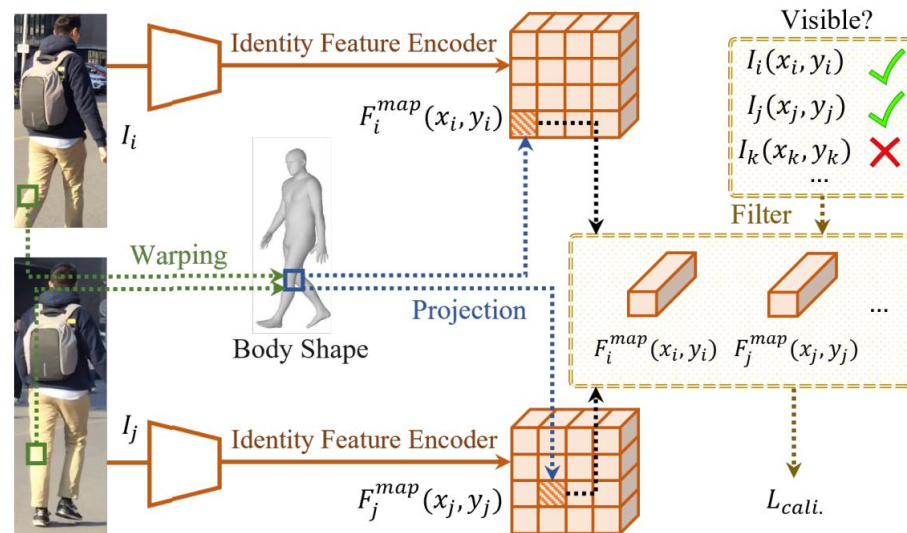 Visible?
I_i(x_i, y_i)
I_j(x_j, y_j)
I_k(x_k, y_k)
...
Filter
Identity Feature Encoder
I_i
F_i^{map}(x_i, y_i)
Warping
Projection
Body Shape
F_i^{map}(x_i, y_i)
F_j^{map}(x_j, y_j)
...
I_j
Identity Feature Encoder
F_j^{map}(x_j, y_j)
L_{cali.}